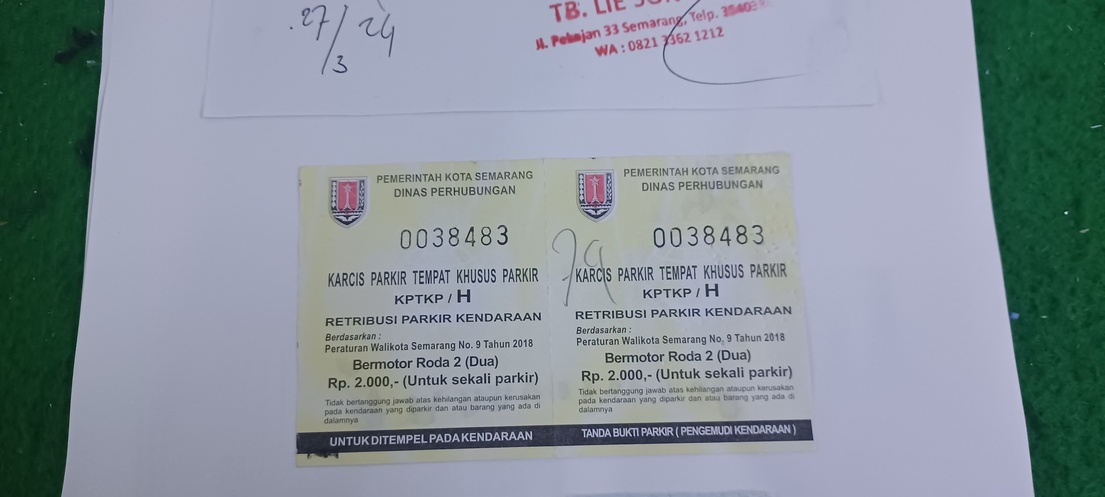 27/3 24
TB. LIE
Jl. Pekojan 33 Semarang, Telp.
WA : 0821 3362 1212
PEMERINTAH KOTA SEMARANG
DINAS PERHUBUNGAN
0038483
KARCIS PARKIR TEMPAT KHUSUS PARKIR
KPTKP / H
RETRIBUSI PARKIR KENDARAAN
Berdasarkan :
Peraturan Walikota Semarang No. 9 Tahun 2018
Bermotor Roda 2 (Dua)
Rp. 2.000,- (Untuk sekali parkir)
Tidak bertanggung jawab atas kehilangan ataupun kerusakan
pada kendaraan yang diparkir dan atau barang yang ada di
dalamnya
UNTUK DITEMPEL PADA KENDARAAN
PEMERINTAH KOTA SEMARANG
DINAS PERHUBUNGAN
0038483
KARCIS PARKIR TEMPAT KHUSUS PARKIR
KPTKP / H
RETRIBUSI PARKIR KENDARAAN
Berdasarkan :
Peraturan Walikota Semarang No. 9 Tahun 2018
Bermotor Roda 2 (Dua)
Rp. 2.000,- (Untuk sekali parkir)
Tidak bertanggung jawab atas kehilangan ataupun kerusakan
pada kendaraan yang diparkir dan atau barang yang ada di
dalamnya
TANDA BUKTI PARKIR ( PENGEMUDI KENDARAAN )